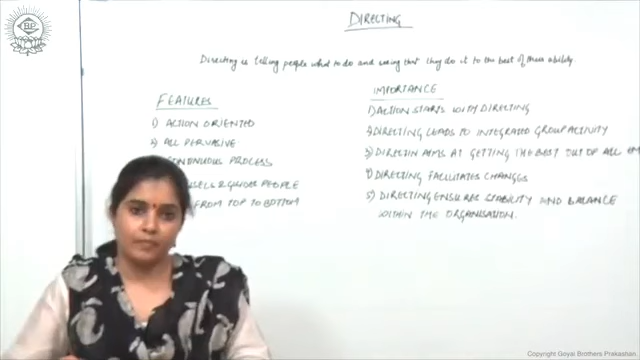 DIRECTING
Directing is telling people what to do and seeing that they do it to the best of their ability.
FEATURES
1) ACTION ORIENTED
2) ALL PERVASIVE
CONTINUOUS PROCESS
PEOPLE
FROM TOP TO BOTTOM
IMPORTANCE
1) ACTION STARTS WITH DIRECTING
2) DIRECTING LEADS TO INTEGRATED GROUP ACTIVITY
3) DIRECTIN AIMS AT GETTING THE BEST OUT OF ALL EM
4) DIRECTING FACILITATES CHANGES
5) DIRECTING ENSURES STABILITY AND BALANCE
WITHIN THE ORGANISATION.
Copyright Goyal Brothers Prakashan